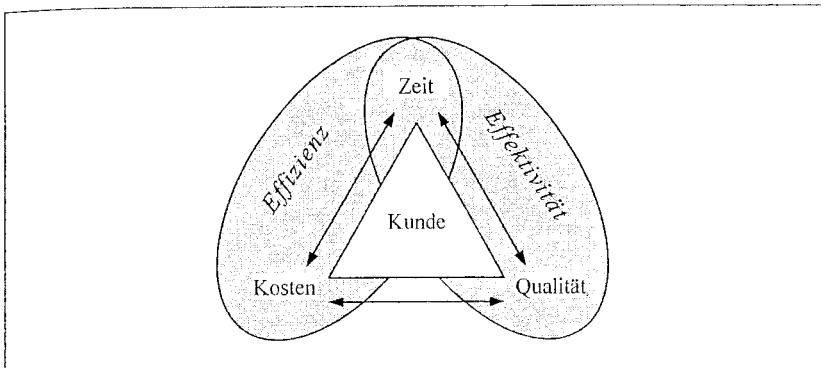 Zeit
Effizienz
Effektivität
Kunde
Kosten
Qualität